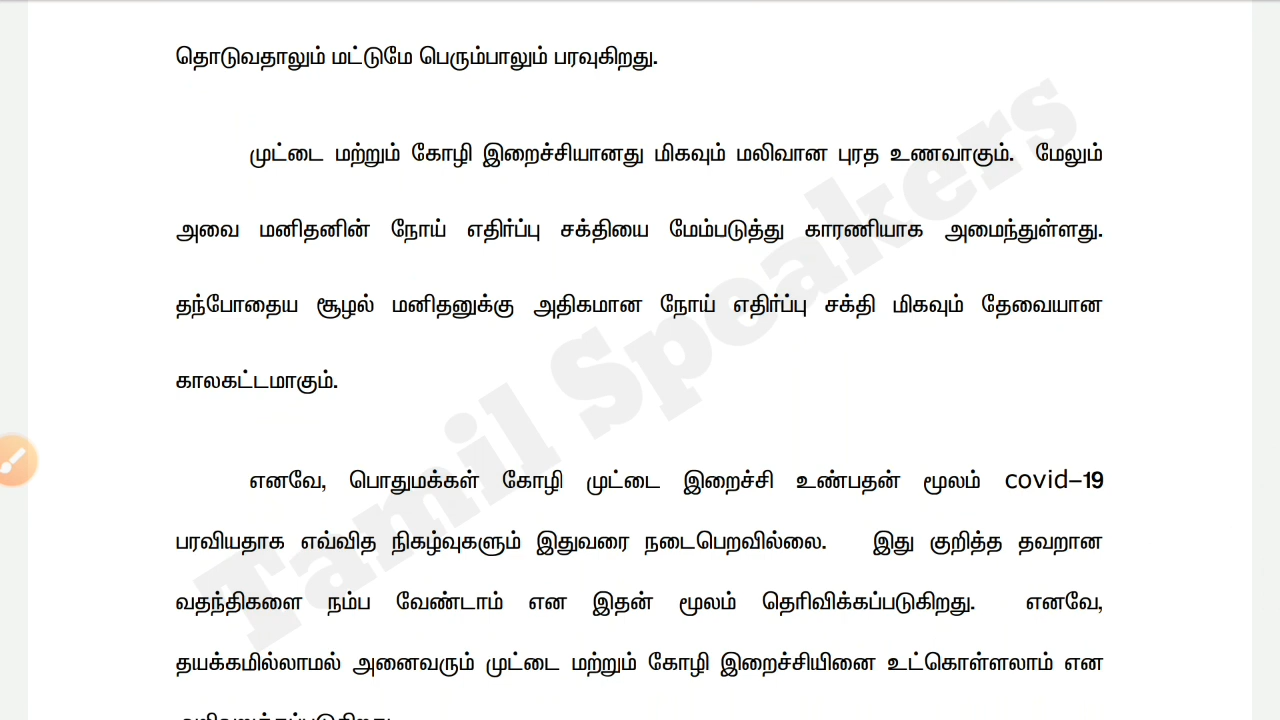 தொடுவதாலும் மட்டுமே பெரும்பாலும் பரவுகிறது.
முட்டை மற்றும் கோழி இறைச்சியானது மிகவும் மலிவான புரத உணவாகும். மேலும்
அவை மனிதனின் நோய் எதிர்ப்பு சக்தியை மேம்படுத்து காரணியாக அமைந்துள்ளது.
தற்போதைய சூழல் மனிதனுக்கு அதிகமான நோய் எதிர்ப்பு சக்தி மிகவும் தேவையான
காலகட்டமாகும்.
எனவே, பொதுமக்கள் கோழி முட்டை இறைச்சி உண்பதன் மூலம் covid–19
பரவியதாக எவ்வித நிகழ்வுகளும் இதுவரை நடைபெறவில்லை. இது குறித்த தவறான
வதந்திகளை நம்ப வேண்டாம் என இதன் மூலம் தெரிவிக்கப்படுகிறது. எனவே,
தயக்கமில்லாமல் அனைவரும் முட்டை மற்றும் கோழி இறைச்சியினை உட்கொள்ளலாம் என
Tamil Speakers